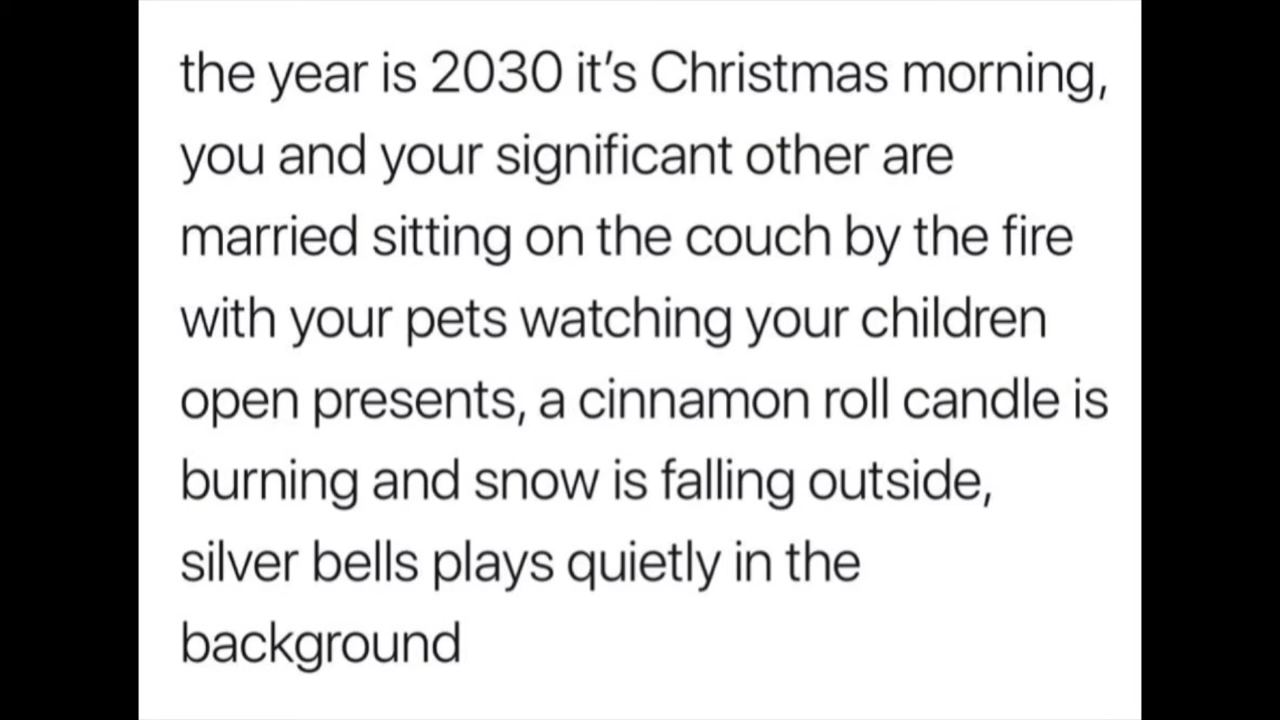 the year is 2030 it’s Christmas morning,
you and your significant other are
married sitting on the couch by the fire
with your pets watching your children
open presents, a cinnamon roll candle is
burning and snow is falling outside,
silver bells plays quietly in the
background